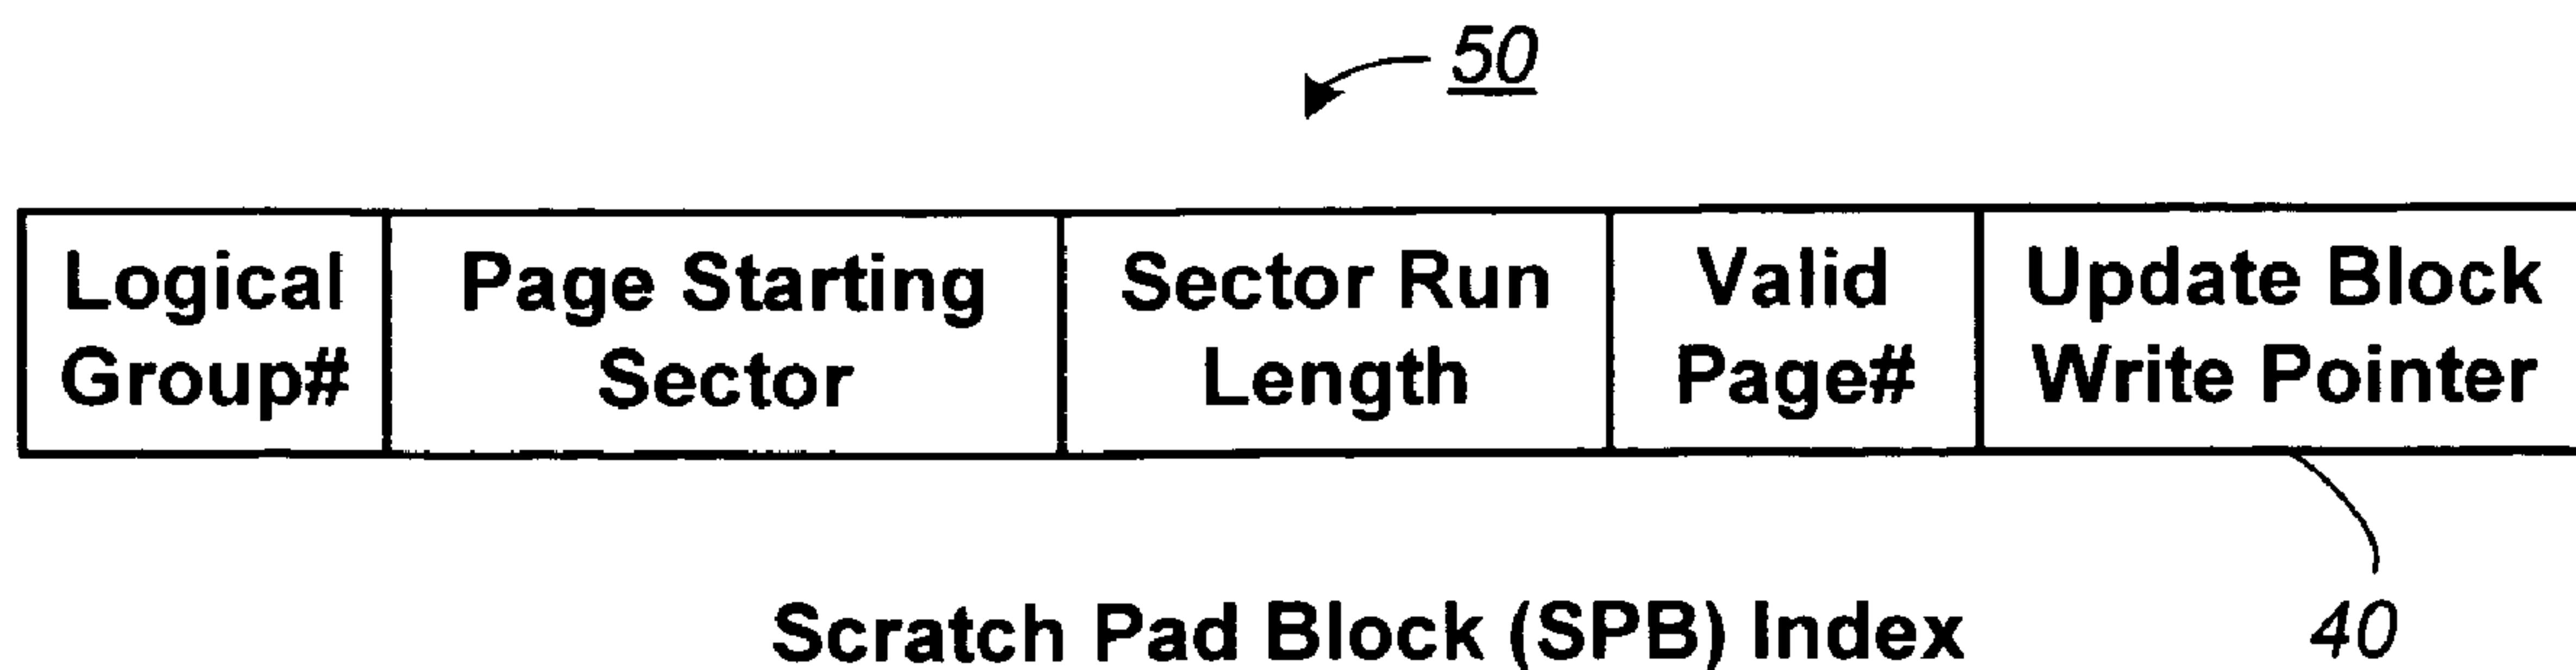 50
Logical Group#
Page Starting Sector
Sector Run Length
Valid Page#
Update Block Write Pointer
Scratch Pad Block (SPB) Index
40